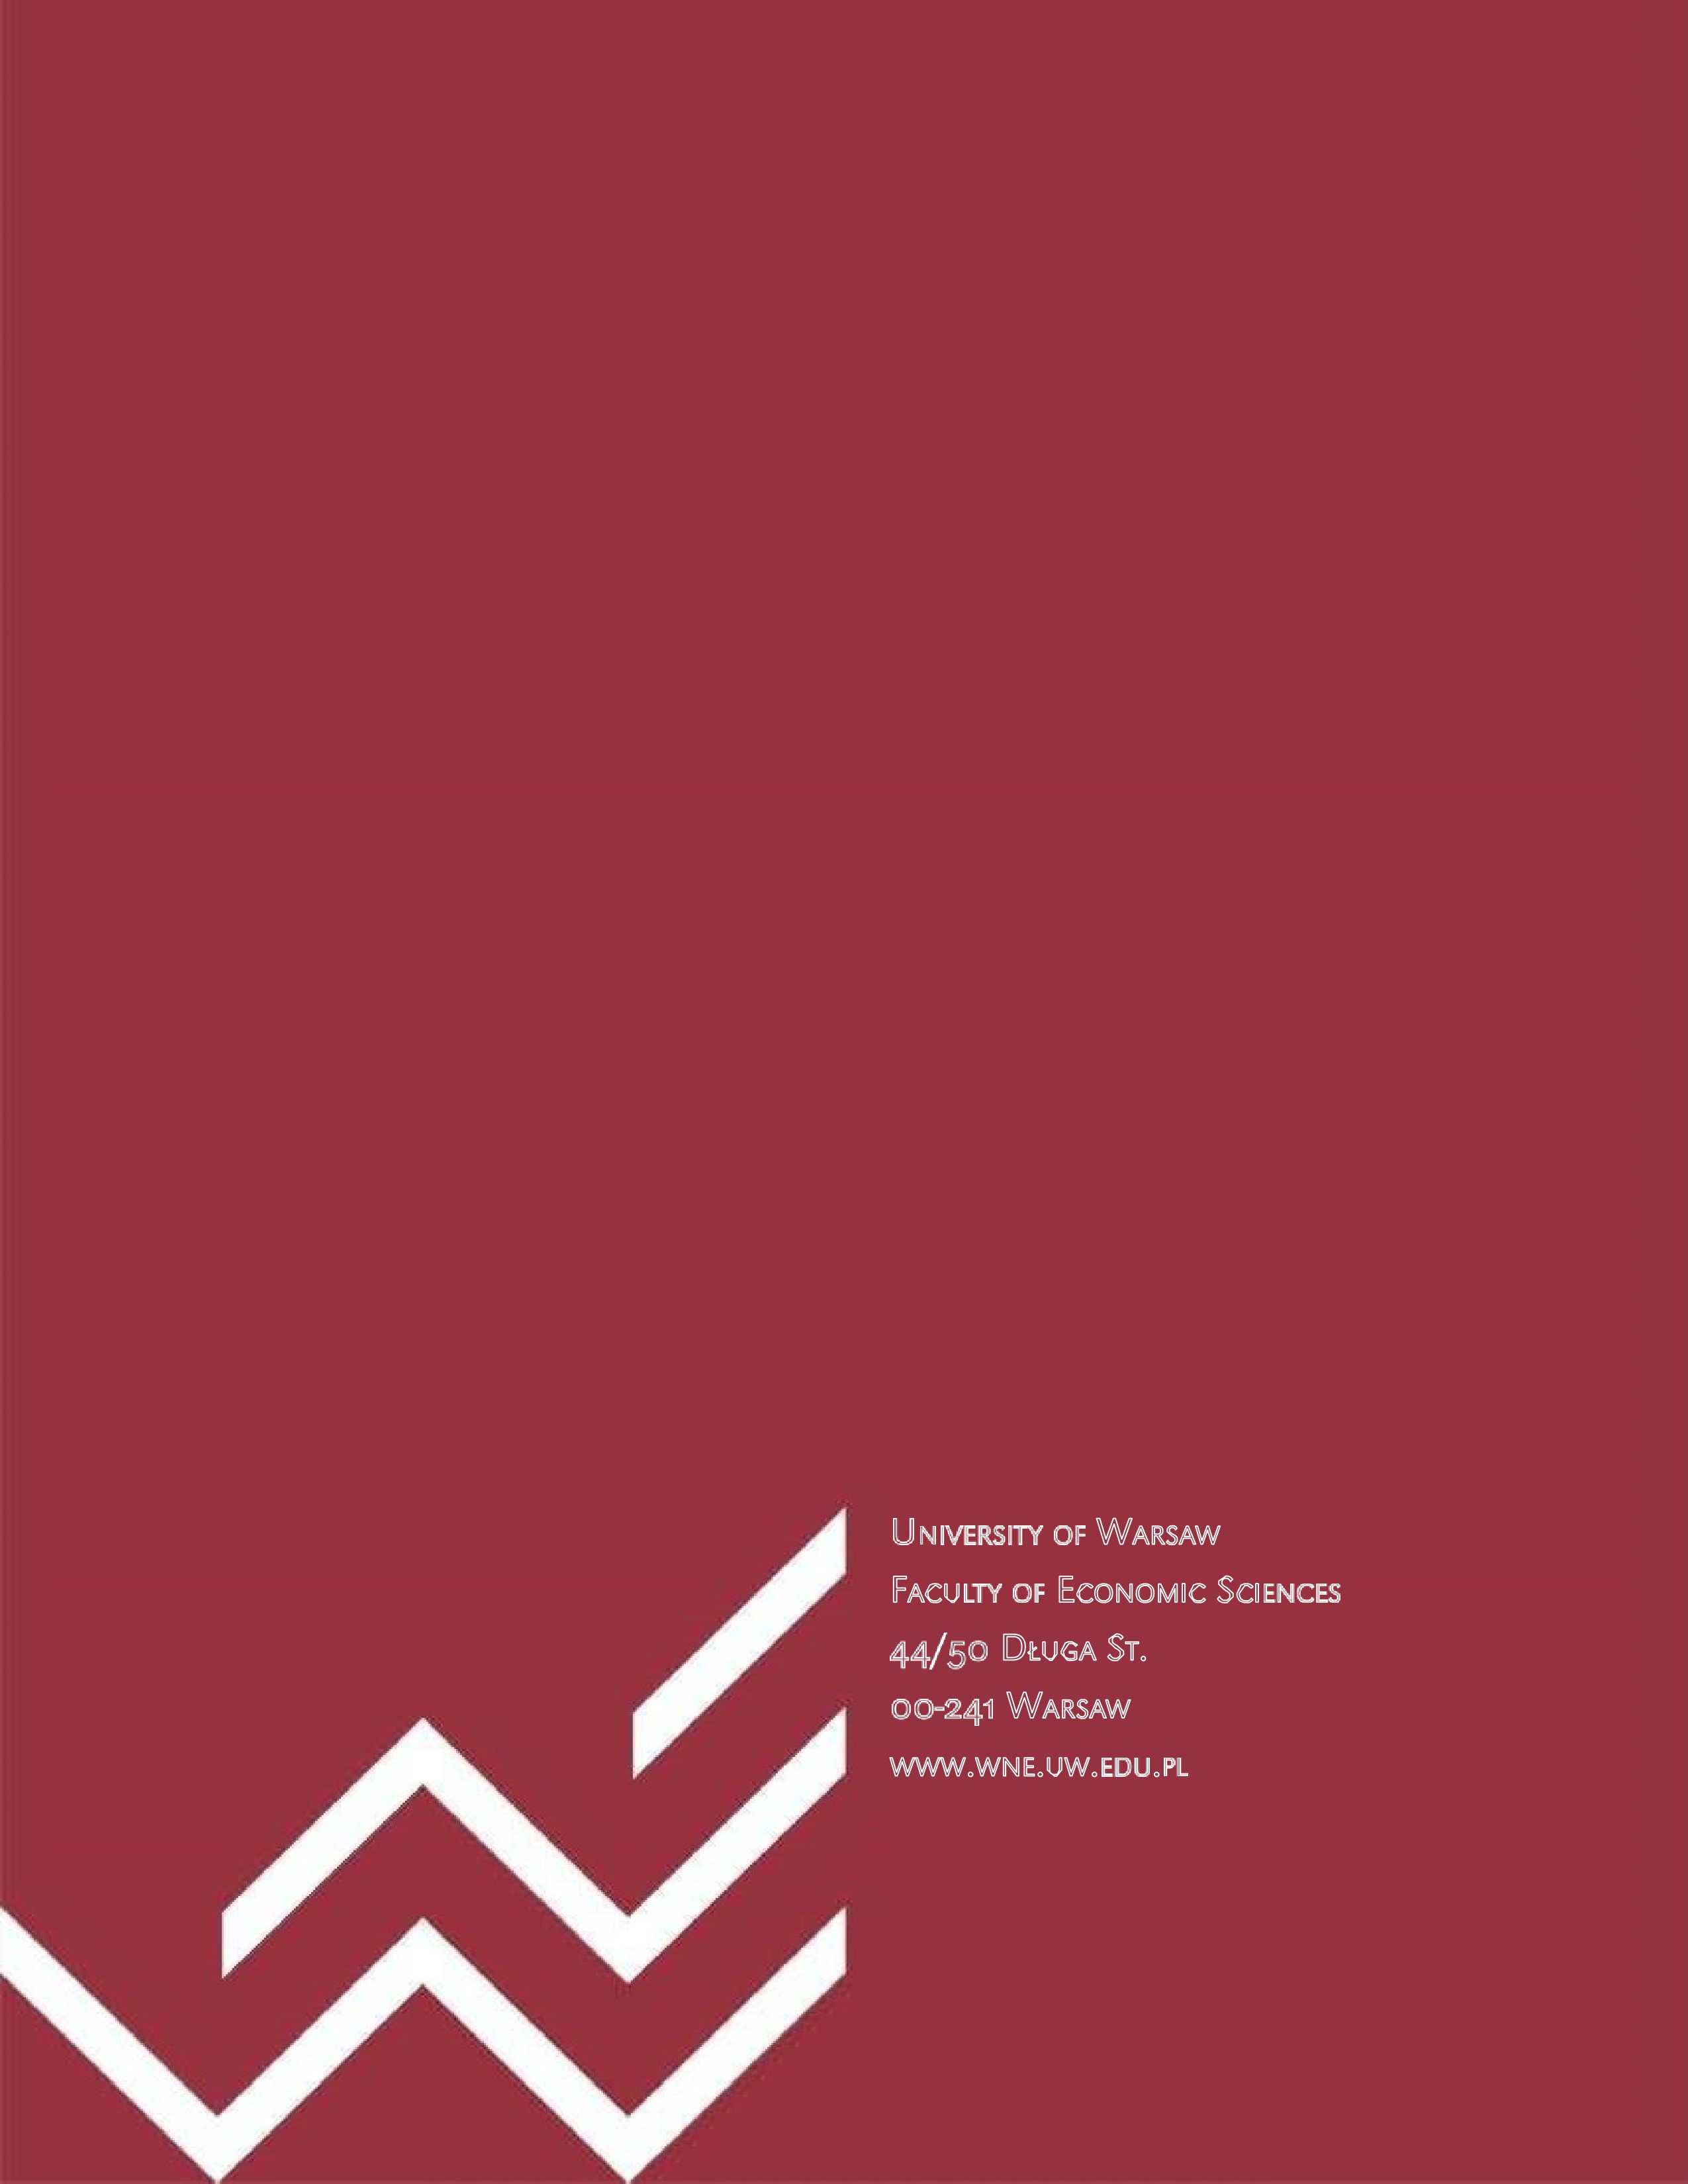 University of Warsaw
Faculty of Economic Sciences
44/50 Długa St.
00-241 Warsaw
www.wne.uw.edu.pl